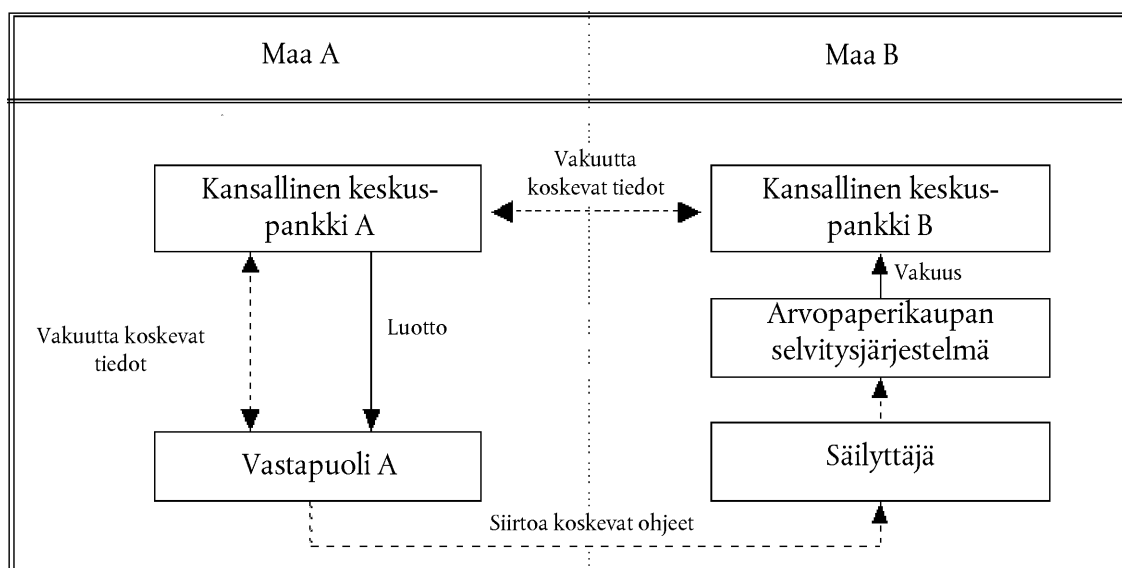 Maa A
Maa B
Vakuutta
koskevat tiedot
Kansallinen keskus-
pankki A
Kansallinen keskus-
pankki B
Vakuus
Vakuutta koskevat
tiedot
Luotto
Arvopaperikaupan
selvitysjärjestelmä
Vastapuoli A
Säilyttäjä
Siirtoa koskevat ohjeet